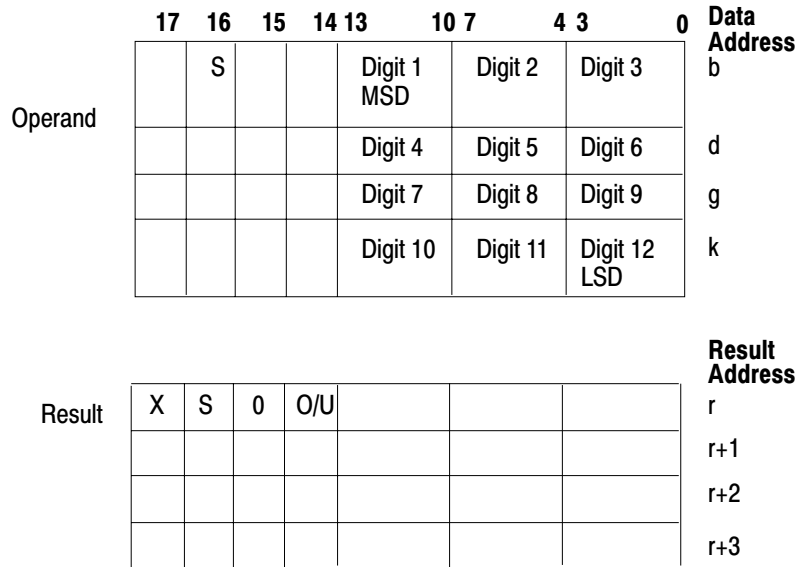 17 16 15 14 13 10 7 4 3 0 Data Address
Operand S Digit 1 MSD Digit 2 Digit 3 b
Digit 4 Digit 5 Digit 6 d
Digit 7 Digit 8 Digit 9 g
Digit 10 Digit 11 Digit 12 LSD k
Result Address
Result X S 0 O/U r
r+1
r+2
r+3